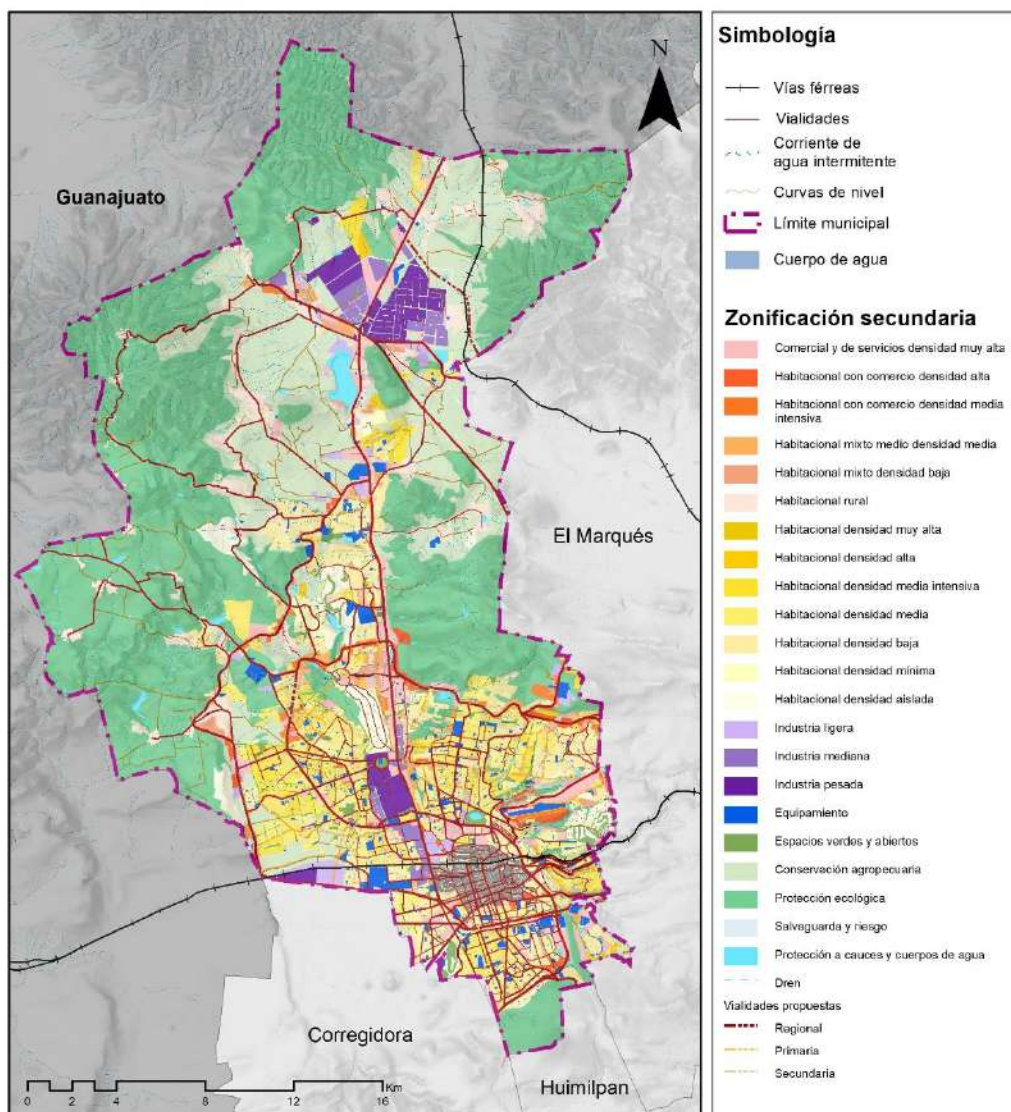 N
Guanajuato
El Marqués
Corregidora
Huimilpan
0 2 4 8 12 16 Km
Simbología
Vías férreas
Vialidades
Corriente de
agua intermitente
Curvas de nivel
Límite municipal
Cuerpo de agua
Zonificación secundaria
Comercial y de servicios densidad muy alta
Habitacional con comercio densidad alta
Habitacional con comercio densidad media
intensiva
Habitacional mixto medio densidad media
Habitacional mixto densidad baja
Habitacional rural
Habitacional densidad muy alta
Habitacional densidad alta
Habitacional densidad media intensiva
Habitacional densidad media
Habitacional densidad baja
Habitacional densidad mínima
Habitacional densidad aislada
Industria ligera
Industria mediana
Industria pesada
Equipamiento
Espacios verdes y abiertos
Conservación agropecuaria
Protección ecológica
Salvaguarda y riesgo
Protección a cauces y cuerpos de agua
Dren
Vialidades propuestas
Regional
Primaria
Secundaria